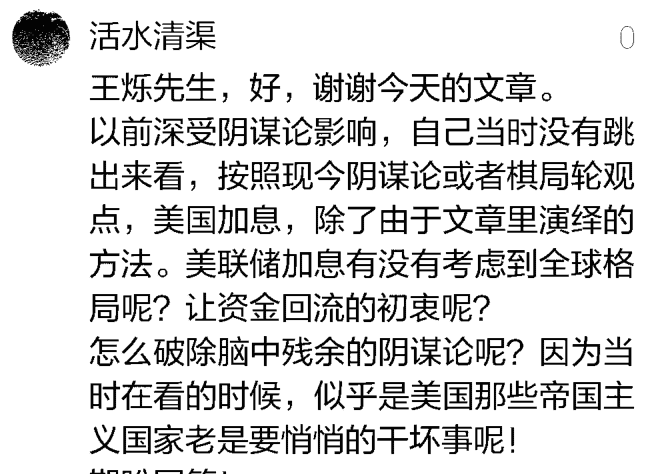 活水清渠
0
王烁先生，好，谢谢今天的文章。
以前深受阴谋论影响，自己当时没有跳
出来看，按照现今阴谋论或者棋局轮观
点，美国加息，除了由于文章里演绎的
方法。美联储加息有没有考虑到全球格
局呢？让资金回流的初衷呢？
怎么破除脑中残余的阴谋论呢？因为当
时在看的时候，似乎是美国那些帝国主
义国家老是要悄悄的干坏事呢！